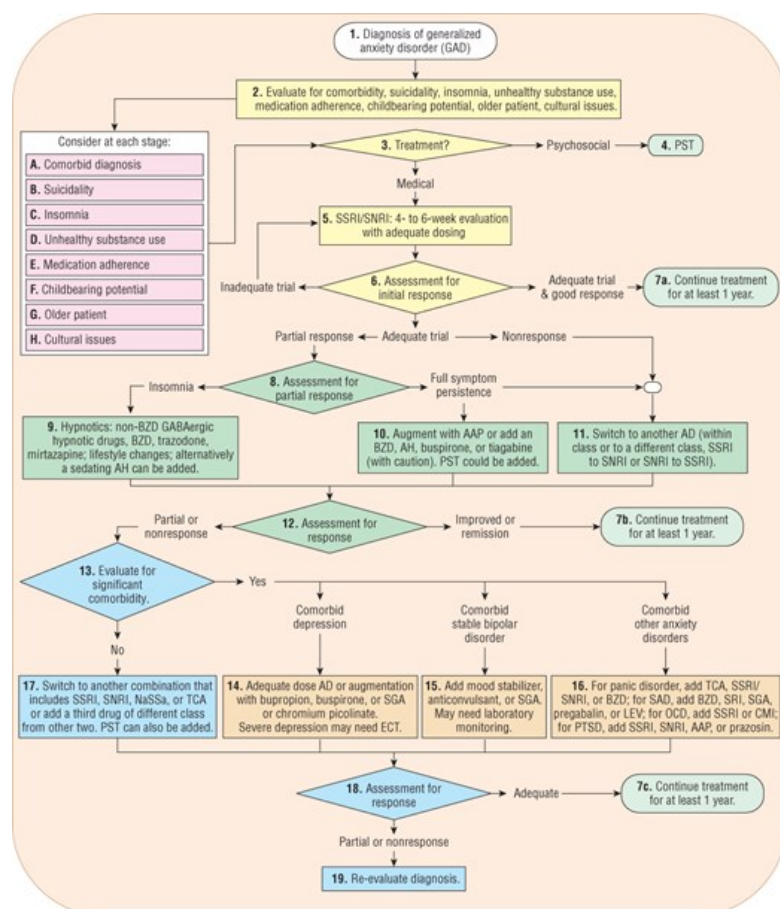 1. Diagnosis of generalized
anxiety disorder (GAD)
2. Evaluate for comorbidity, suicidality, insomnia, unhealthy substance use,
medication adherence, childbearing potential, older patient, cultural issues.
Consider at each stage:
A. Comorbid diagnosis
B. Suicidality
C. Insomnia
D. Unhealthy substance use
E. Medication adherence
F. Childbearing potential
G. Older patient
H. Cultural issues
3. Treatment?
Psychosocial
4. PST
Medical
5. SSRI/SNRI: 4- to 6-week evaluation
with adequate dosing
Inadequate trial
6. Assessment for
initial response
Adequate trial
& good response
7a. Continue treatment
for at least 1 year.
Partial response
Adequate trial
Nonresponse
Insomnia
8. Assessment for
partial response
Full symptom
persistence
9. Hypnotics: non-BZD GABAergic
hypnotic drugs, BZD, trazodone,
mirtazapine; lifestyle changes; alternatively
a sedating AH can be added.
10. Augment with AAP or add an
BZD, AH, buspirone, or tiagabine
(with caution). PST could be added.
11. Switch to another AD (within
class or to a different class, SSRI
to SNRI or SNRI to SSRI).
Partial or
nonresponse
12. Assessment for
response
Improved or
remission
7b. Continue treatment
for at least 1 year.
13. Evaluate for
significant
comorbidity.
Yes
No
Comorbid
depression
Comorbid
stable bipolar
disorder
Comorbid
other anxiety
disorders
17. Switch to another combination that
includes SSRI, SNRI, NaSSa, or TCA
or add a third drug of different class
from other two. PST can also be added.
14. Adequate dose AD or augmentation
with bupropion, buspirone, or SGA
or chromium picolinate.
Severe depression may need ECT.
15. Add mood stabilizer,
anticonvulsant, or SGA.
May need laboratory
monitoring.
16. For panic disorder, add TCA, SSRI/
SNRI, or BZD; for SAD, add BZD, SRI, SGA,
pregabalin, or LEV; for OCD, add SSRI or CMI;
for PTSD, add SSRI, SNRI, AAP, or prazosin.
18. Assessment for
response
Adequate
7c. Continue treatment
for at least 1 year.
Partial or nonresponse
19. Re-evaluate diagnosis.